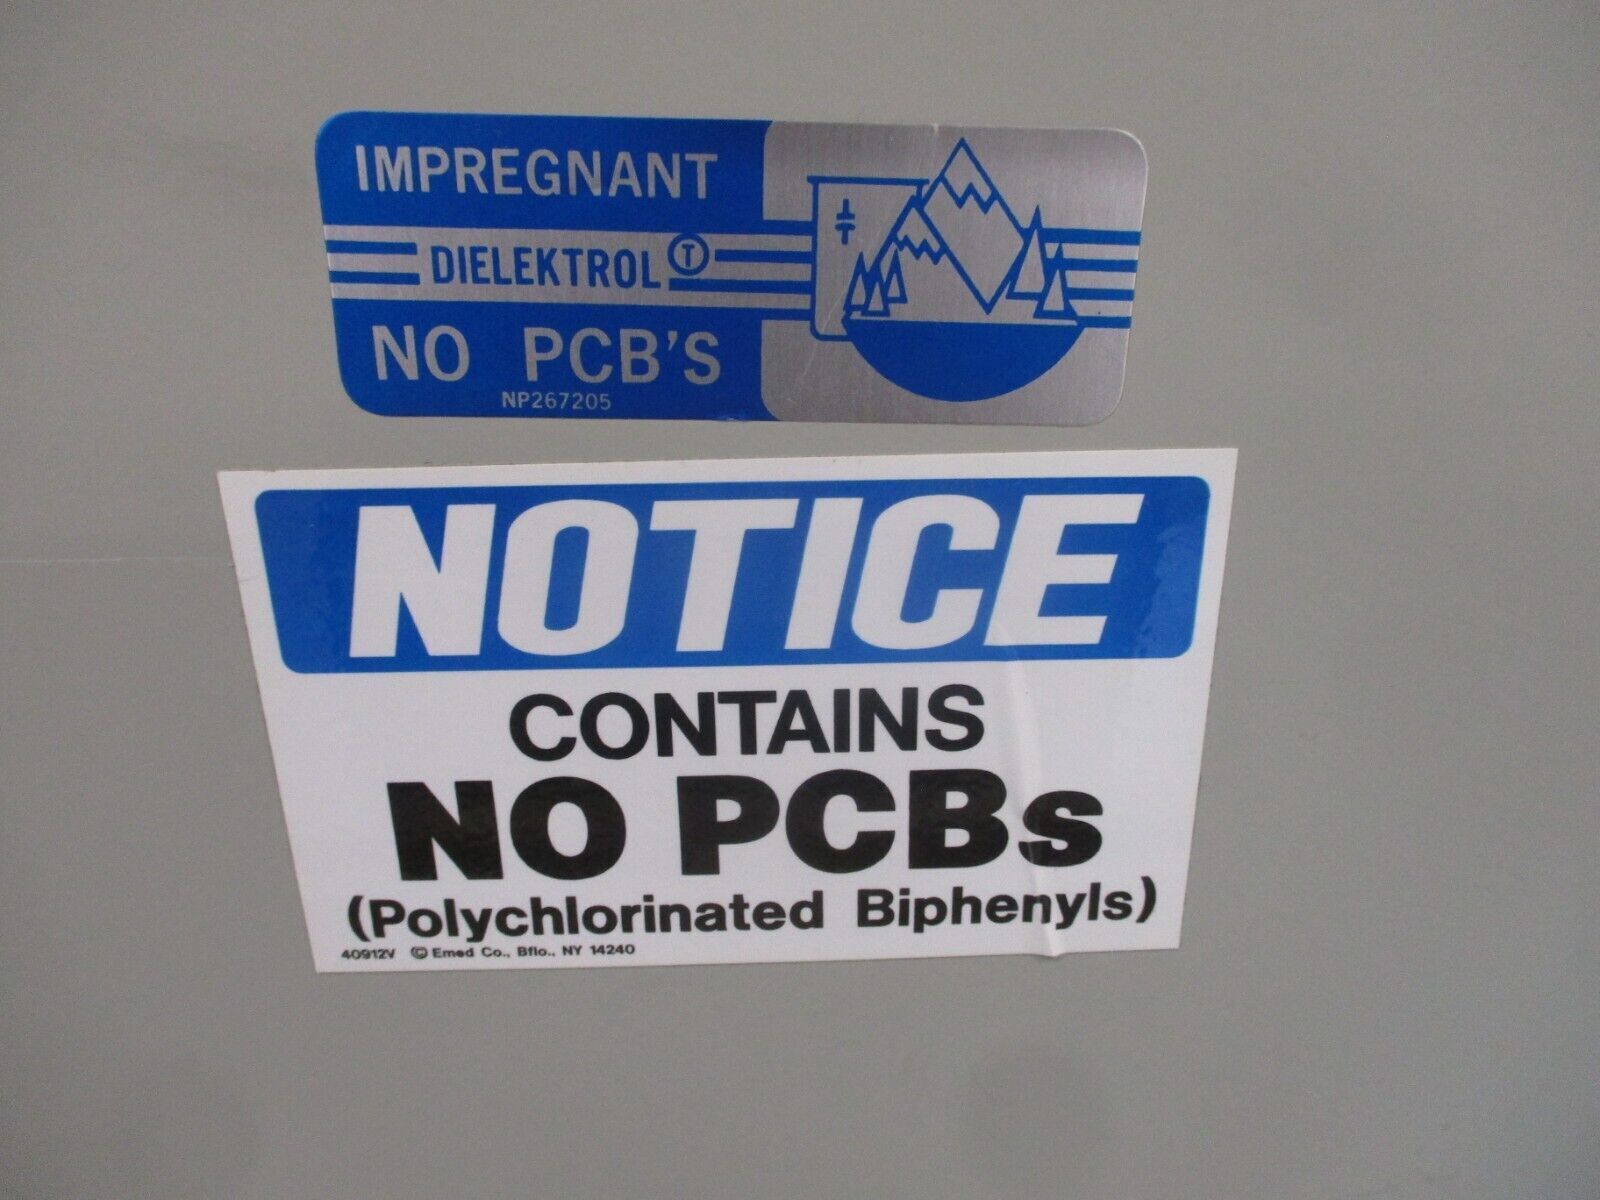 IMPREGNANT
DIELEKTROL Ⓣ
NO PCB'S
NP267205
NOTICE
CONTAINS
NO PCBs
(Polychlorinated Biphenyls)
40912V © Emed Co., Bflo., NY 14240